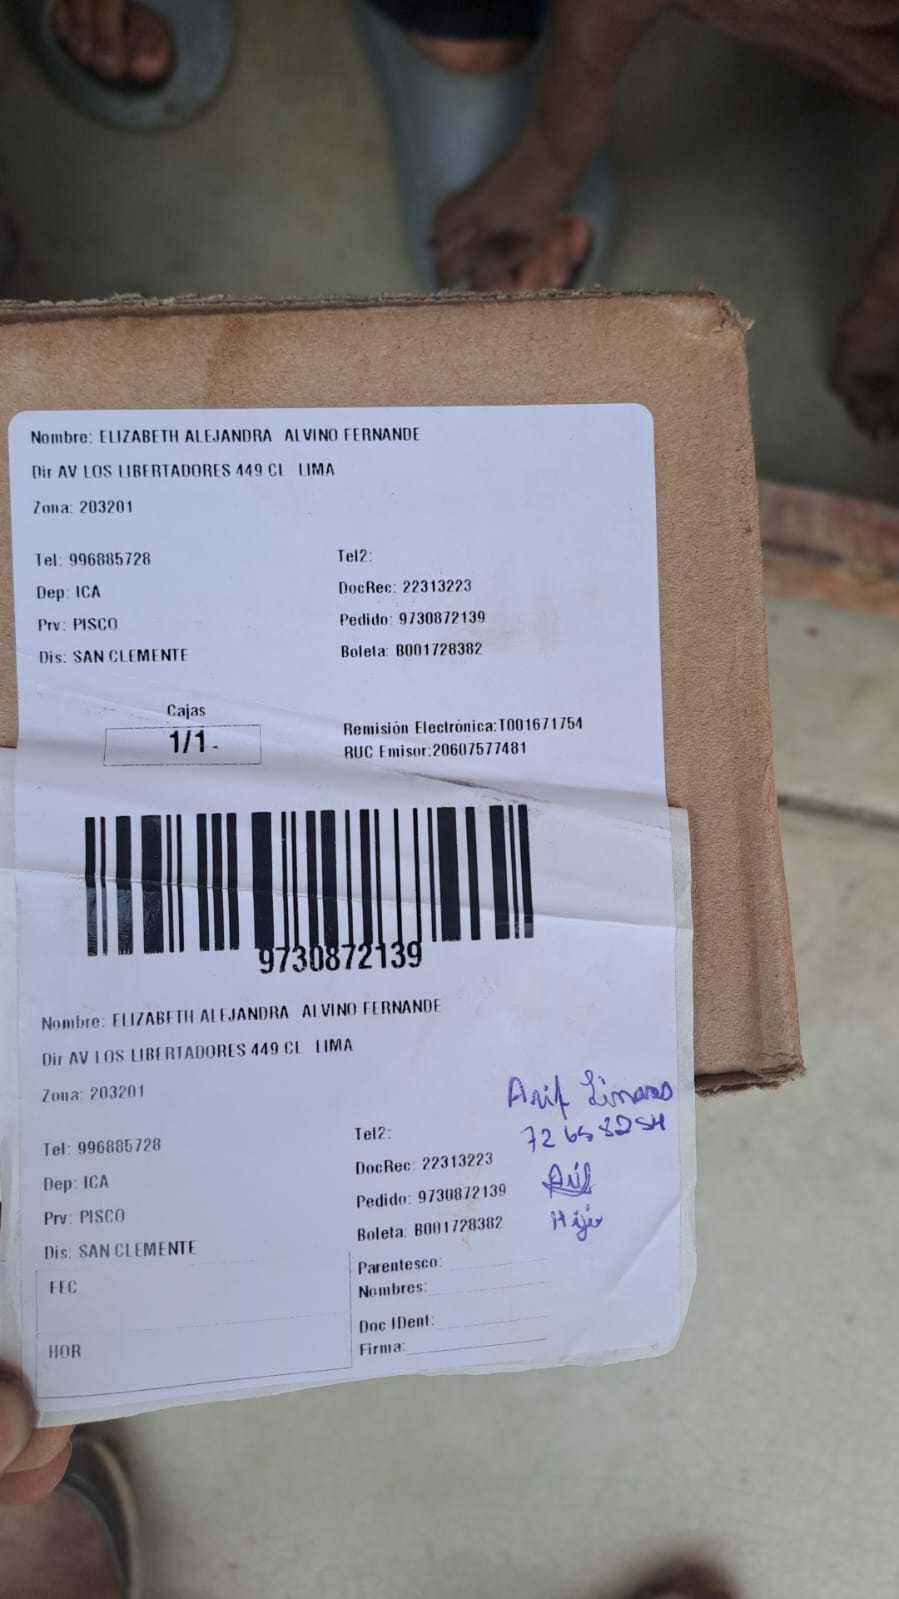 Nombre: ELIZABETH ALEJANDRA ALVINO FERNANDE
Dir AV LOS LIBERTADORES 449 CL LIMA
Zona: 203201
Tel: 996885728
Tel2:
Dep: ICA
DocRec: 22313223
Prv: PISCO
Pedido: 9730872139
Dis: SAN CLEMENTE
Boleta: B001728382
Cajas
1/1
Remisión Electrónica:T001671754
RUC Emisor:20607577481
9730872139
Nombre: ELIZABETH ALEJANDRA ALVINO FERNANDE
Dir AV LOS LIBERTADORES 449 CL LIMA
Zona: 203201
Linares
Tel: 996885728
Tel2:
Dep: ICA
DocRec: 22313223
Prv: PISCO
Pedido: 9730872139
Dis: SAN CLEMENTE
Boleta: B001728382
FEC
Parentesco:
Nombres:
HOR
Doc IDent:
Firma: